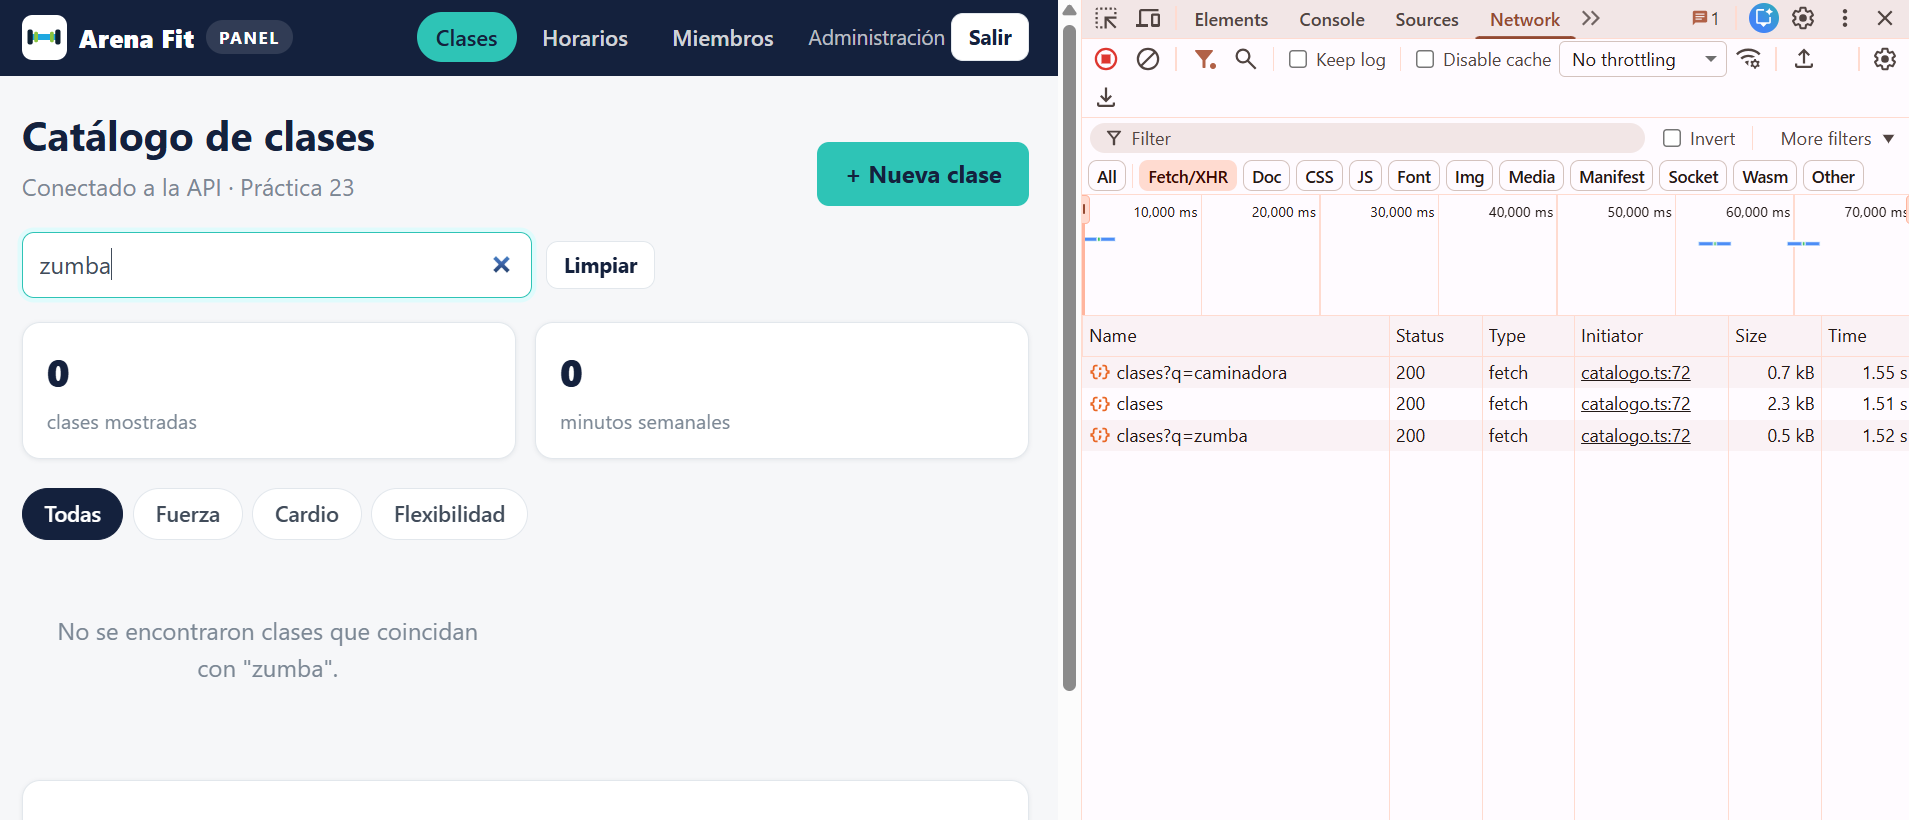 Arena Fit PANEL Clases Horarios Miembros Administración Salir
Catálogo de clases
Conectado a la API · Práctica 23
+ Nueva clase
zumba
Limpiar
0
clases mostradas
0
minutos semanales
Todas Fuerza Cardio Flexibilidad
No se encontraron clases que coincidan
con "zumba".
Elements Console Sources Network 1
Keep log Disable cache No throttling
Filter Invert More filters
All Fetch/XHR Doc CSS JS Font Img Media Manifest Socket Wasm Other
10,000 ms 20,000 ms 30,000 ms 40,000 ms 50,000 ms 60,000 ms 70,000 ms
Name Status Type Initiator Size Time
clases?q=caminadora 200 fetch catalogo.ts:72 0.7 kB 1.55 s
clases 200 fetch catalogo.ts:72 2.3 kB 1.51 s
clases?q=zumba 200 fetch catalogo.ts:72 0.5 kB 1.52 s